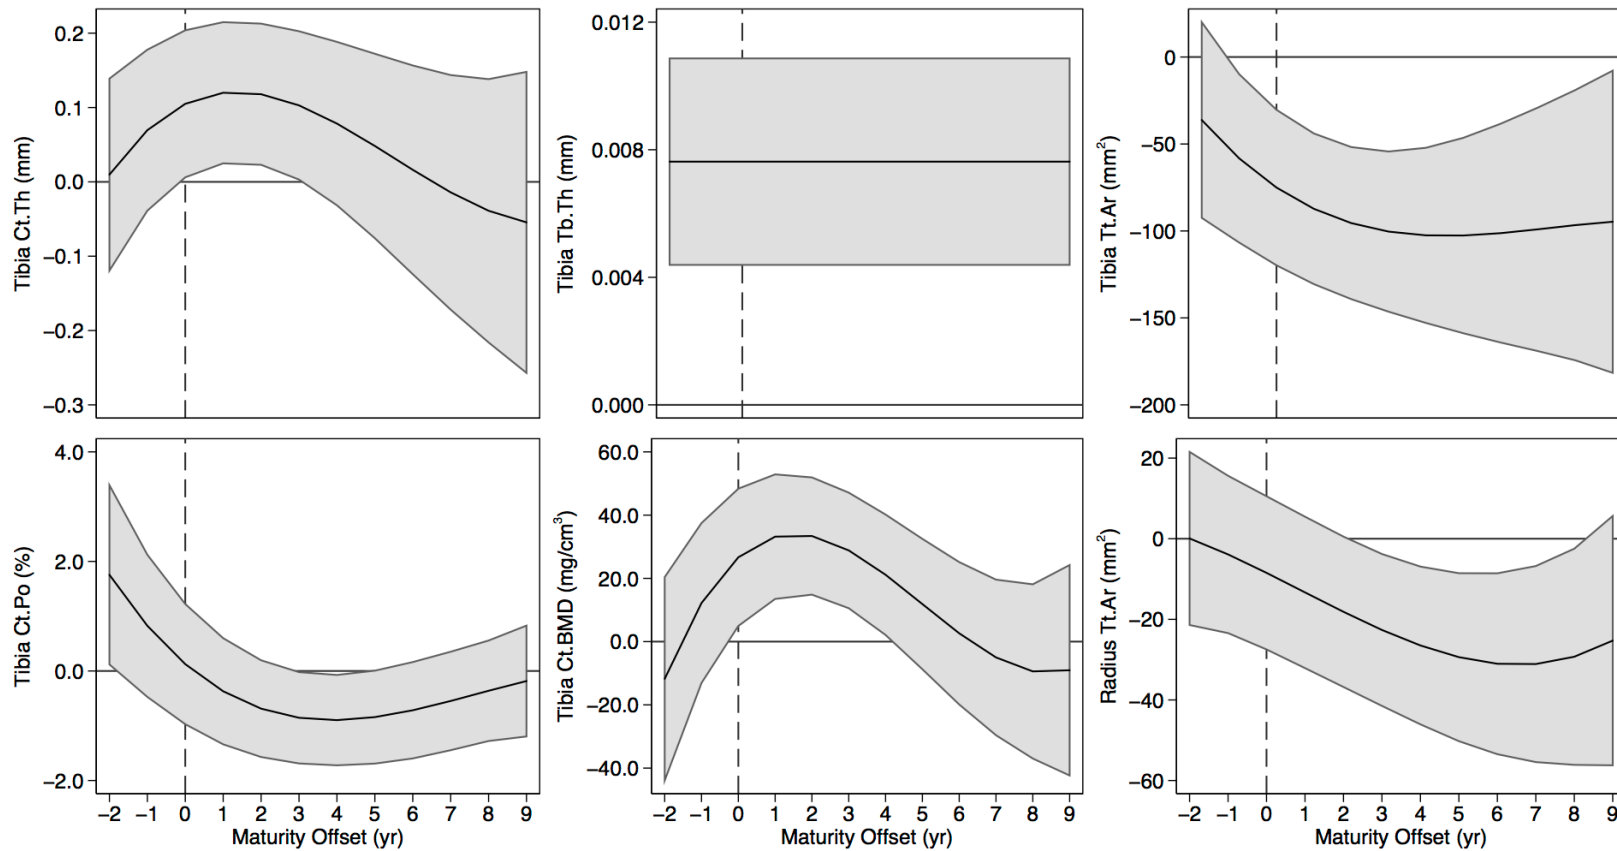 Tibia Ct.Th (mm)
0.2
0.1
0.0
−0.1
−0.2
−0.3
Tibia Tb.Th (mm)
0.012
0.008
0.004
0.000
Tibia Tt.Ar (mm²)
0
−50
−100
−150
−200
Tibia Ct.Po (%)
4.0
2.0
0.0
−2.0
−2 −1 0 1 2 3 4 5 6 7 8 9
Maturity Offset (yr)
Tibia Ct.BMD (mg/cm³)
60.0
40.0
20.0
0.0
−20.0
−40.0
−2 −1 0 1 2 3 4 5 6 7 8 9
Maturity Offset (yr)
Radius Tt.Ar (mm²)
20
0
−20
−40
−60
−2 −1 0 1 2 3 4 5 6 7 8 9
Maturity Offset (yr)